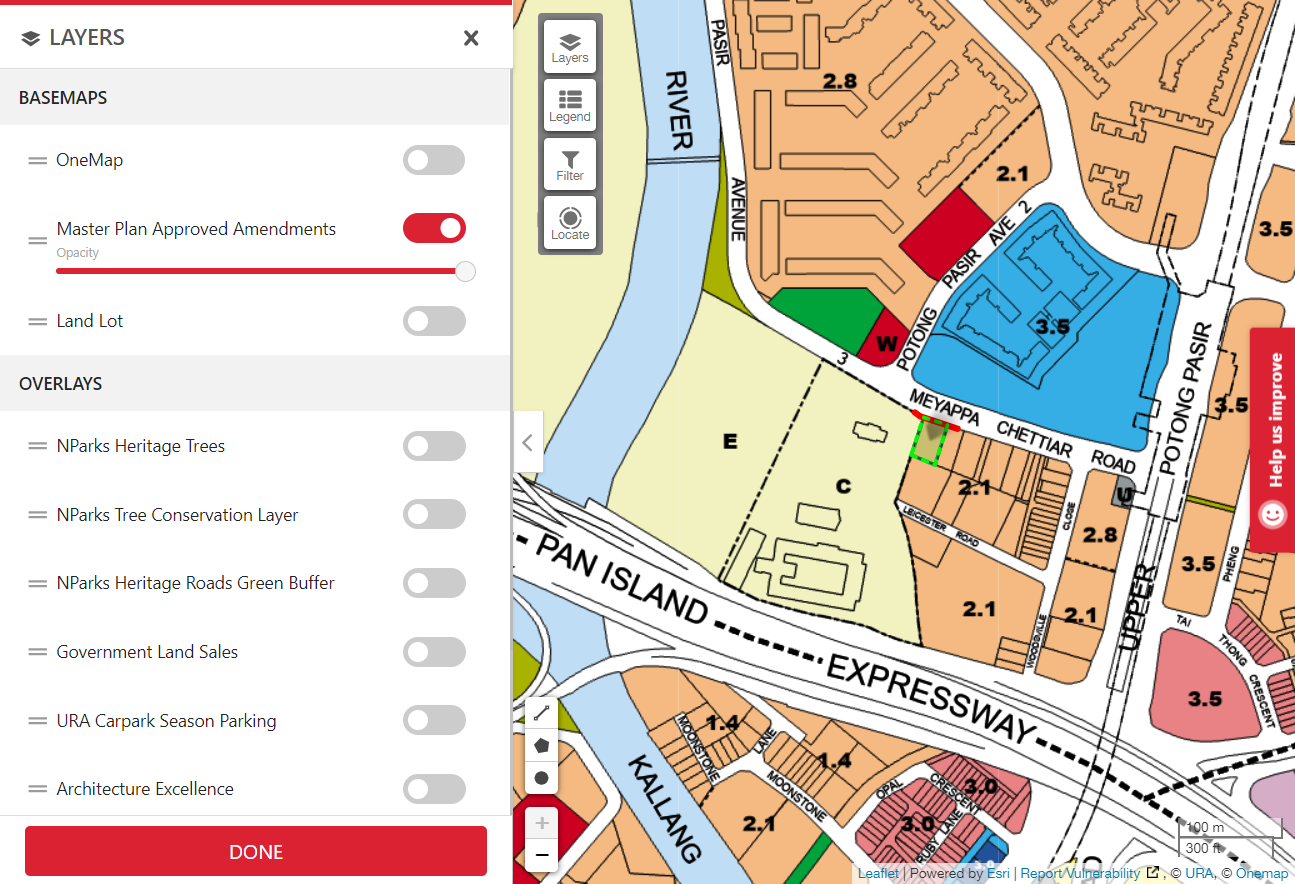 LAYERS
BASEMAPS
OneMap
Master Plan Approved Amendments
Opacity
Land Lot
OVERLAYS
NParks Heritage Trees
NParks Tree Conservation Layer
NParks Heritage Roads Green Buffer
Government Land Sales
URA Carpark Season Parking
Architecture Excellence
DONE
Layers
Legend
Filter
Locate
RIVER
PASIR
AVENUE
3
2.8
2.1
3.5
POTONG PASIR AVE 2
W
3.5
MEYAPPA CHETTIAR ROAD
UPPER POTONG PASIR
3.5
E
C
2.1
U
LEICESTER ROAD
CLOSE
WOODSVILLE
2.8
3.5
PHENG
2.1
2.1
TAI THONG CRESCENT
3.5
PAN ISLAND EXPRESSWAY
KALLANG
MOONSTONE LANE
1.4
1.4
MOONSTONE
2.1
OPAL CRESCENT
3.0
3.0
RUBY LANE
Help us improve
+
−
100 m
300 ft
Leaflet | Powered by Esri | Report Vulnerability , © URA, © Onemap